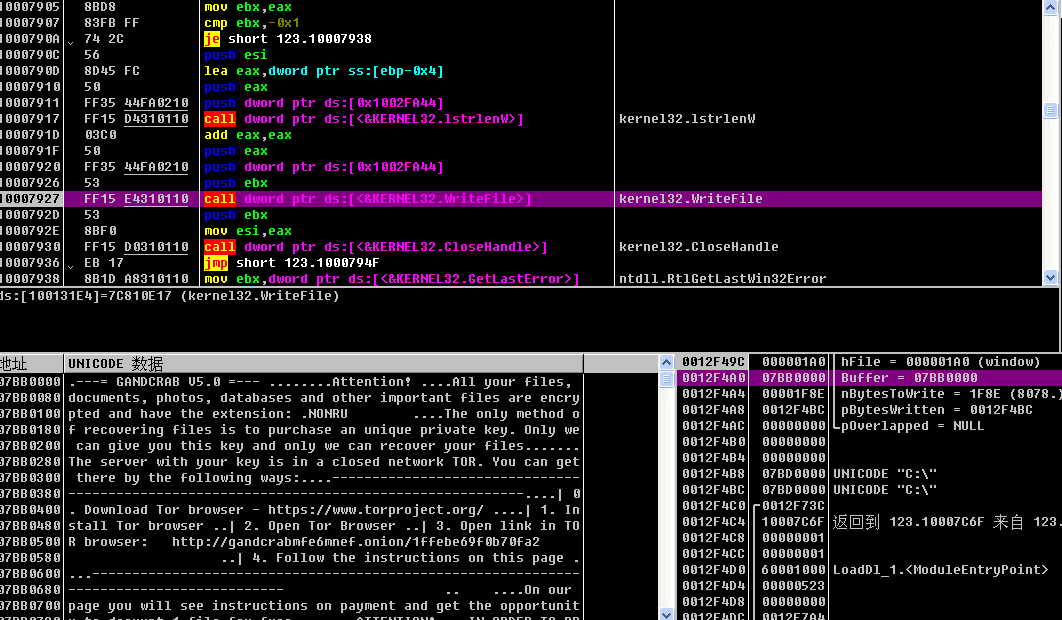 10007905 8BD8 mov ebx,eax
10007907 83FB FF cmp ebx,-0x1
1000790A 74 2C je short 123.10007938
1000790C 56 push esi
1000790D 8D45 FC lea eax,dword ptr ss:[ebp-0x4]
10007910 50 push eax
10007911 FF35 44FA0210 push dword ptr ds:[0x1002FA44]
10007917 FF15 D4310110 call dword ptr ds:[<&KERNEL32.lstrlenW>] kernel32.lstrlenW
1000791D 03C0 add eax,eax
1000791F 50 push eax
10007920 FF35 44FA0210 push dword ptr ds:[0x1002FA44]
10007926 53 push ebx
10007927 FF15 E4310110 call dword ptr ds:[<&KERNEL32.WriteFile>] kernel32.WriteFile
1000792D 53 push ebx
1000792E 8BF0 mov esi,eax
10007930 FF15 D0310110 call dword ptr ds:[<&KERNEL32.CloseHandle>] kernel32.CloseHandle
10007936 EB 17 jmp short 123.1000794F
10007938 8B1D A8310110 mov ebx,dword ptr ds:[<&KERNEL32.GetLastError>] ntdll.RtlGetLastWin32Error
ds:[100131E4]=7C810E17 (kernel32.WriteFile)
地址 UNICODE 数据
07BB0000 .---= GANDCRAB V5.0 =--- ........Attention! ....All your files,
07BB0080 documents, photos, databases and other important files are encry
07BB0100 pted and have the extension: .NONRU ....The only method o
07BB0180 f recovering files is to purchase an unique private key. Only we
07BB0200 can give you this key and only we can recover your files.......
07BB0280 The server with your key is in a closed network TOR. You can get
07BB0300 there by the following ways:....-------------------------------
07BB0380 ---------------------------------------------------------....| 0
07BB0400 . Download Tor browser - https://www.torproject.org/ ....| 1. In
07BB0480 stall Tor browser ..| 2. Open Tor Browser ..| 3. Open link in TO
07BB0500 R browser: http://gandcrabmfe6mnef.onion/1ffebe69f0b70fa2
07BB0580 ..| 4. Follow the instructions on this page .
07BB0600 ...-------------------------------------------------------------
07BB0680 --------------------------- .. ....On our
07BB0700 page you will see instructions on payment and get the opportunit
0012F49C 000001A0 hFile = 000001A0 (window)
0012F4A0 07BB0000 Buffer = 07BB0000
0012F4A4 00001F8E nBytesToWrite = 1F8E (8078.)
0012F4A8 0012F4BC pBytesWritten = 0012F4BC
0012F4AC 00000000 pOverlapped = NULL
0012F4B0 00000000
0012F4B4 00000000
0012F4B8 07BD0000 UNICODE "C:\"
0012F4BC 07BD0000 UNICODE "C:\"
0012F4C0 0012F73C
0012F4C4 10007C6F 返回到 123.10007C6F 来自 123.
0012F4C8 00000001
0012F4CC 00000001
0012F4D0 60001000 LoadDl_1.<ModuleEntryPoint>
0012F4D4 00000523
0012F4D8 00000000